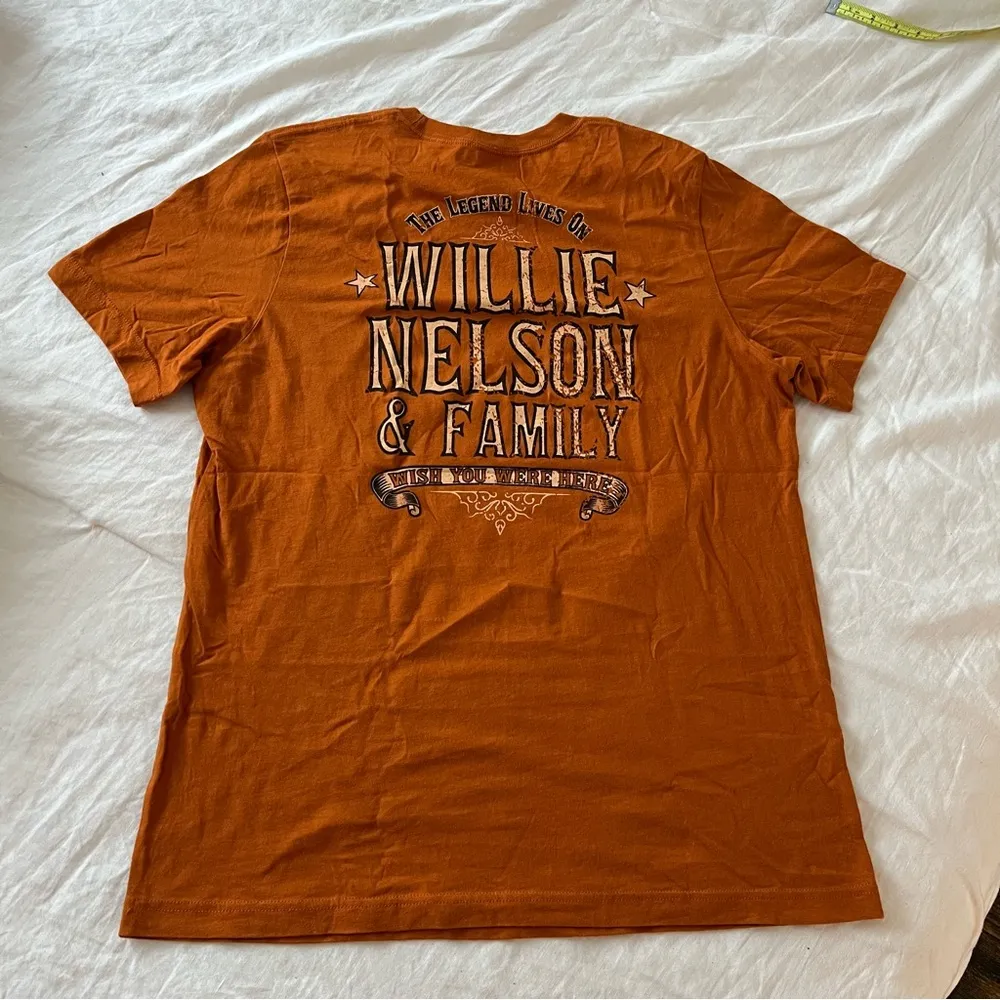 The Legend Lives On
WILLIE
NELSON
& FAMILY
WISH YOU WERE HERE